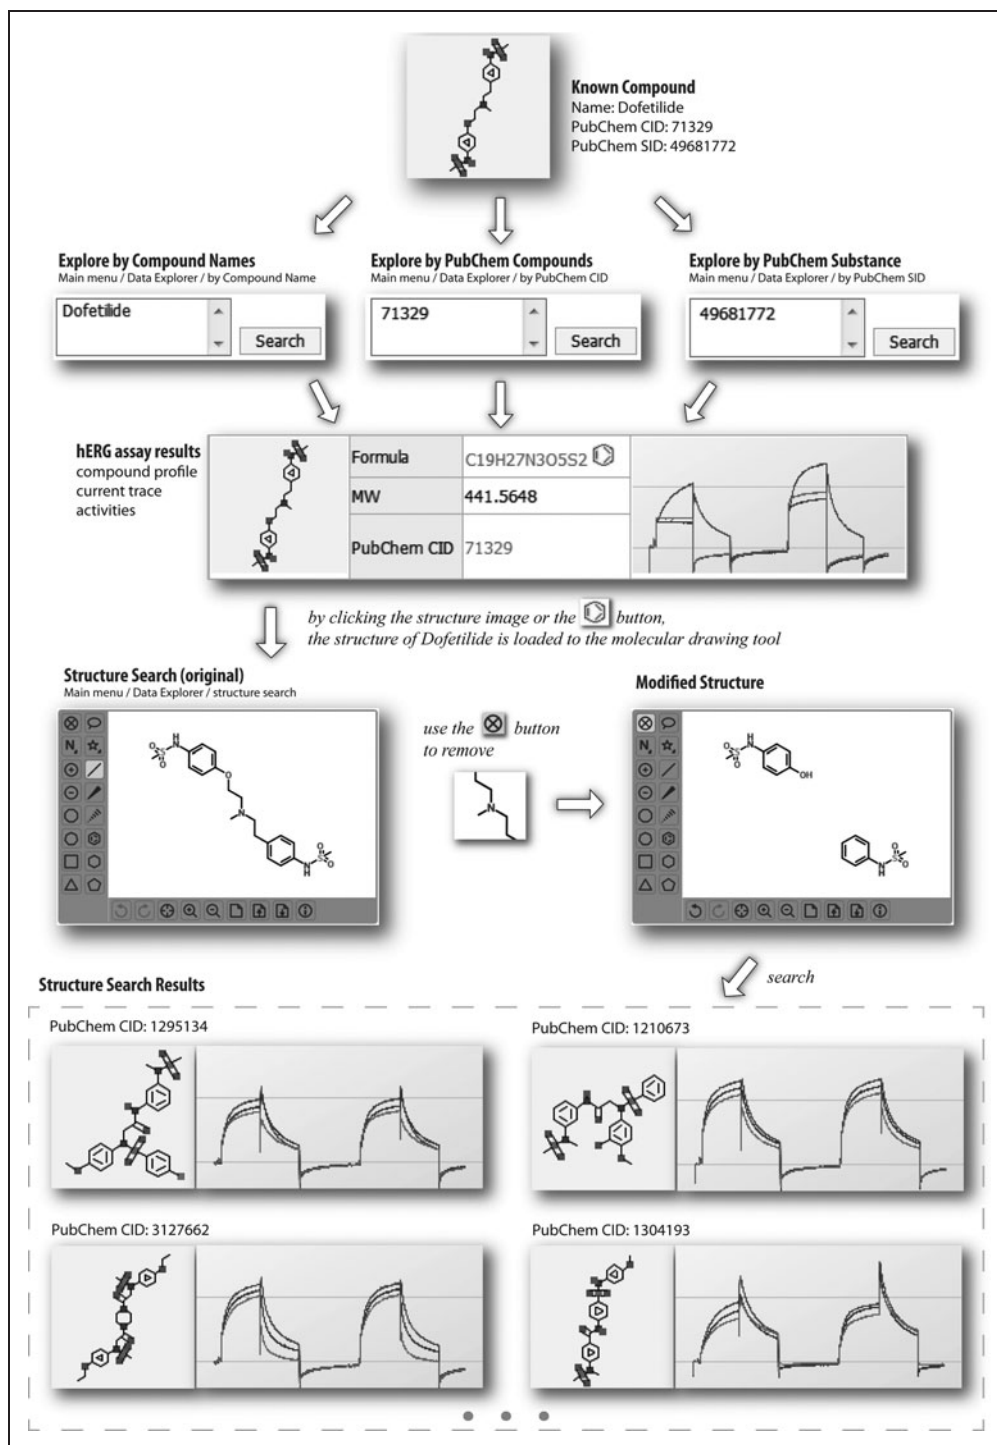 Known Compound
Name: Dofetilide
PubChem CID: 71329
PubChem SID: 49681772
Explore by Compound Names
Main menu / Data Explorer / by Compound Name
Dofetilide
Search
Explore by PubChem Compounds
Main menu / Data Explorer / by PubChem CID
71329
Search
Explore by PubChem Substance
Main menu / Data Explorer / by PubChem SID
49681772
Search
hERG assay results
compound profile
current trace
activities
Formula
C19H27N3O5S2
MW
441.5648
PubChem CID
71329
by clicking the structure image or the button,
the structure of Dofetilide is loaded to the molecular drawing tool
Structure Search (original)
Main menu / Data Explorer / structure search
use the button
to remove
Modified Structure
search
Structure Search Results
PubChem CID: 1295134
PubChem CID: 1210673
PubChem CID: 3127662
PubChem CID: 1304193